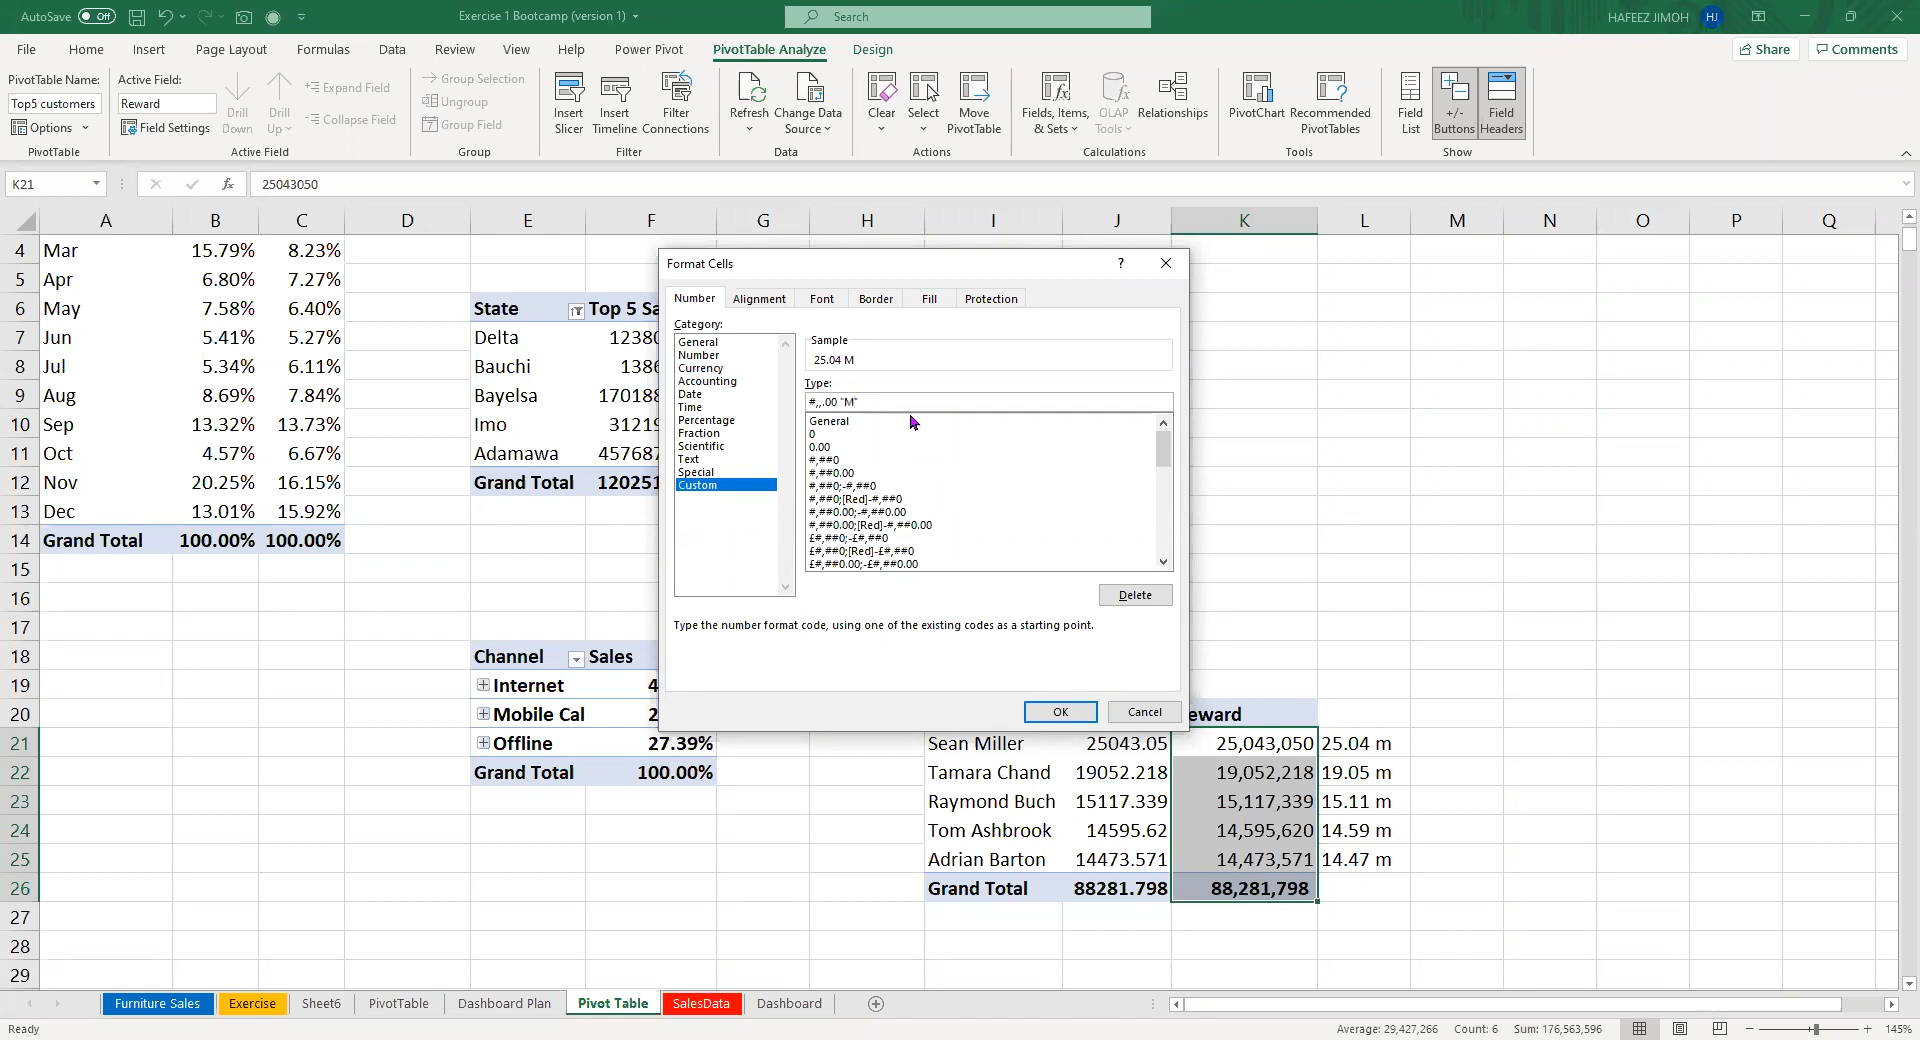 AutoSave Off
Exercise 1 Bootcamp (version 1)
Search
HAFEEZ JIMOH HJ
File Home Insert Page Layout Formulas Data Review View Help Power Pivot PivotTable Analyze Design
Share Comments
PivotTable Name:
Top5 customers
Options
PivotTable
Active Field:
Reward
Field Settings
Drill Down
Drill Up
Expand Field
Collapse Field
Active Field
Group Selection
Ungroup
Group Field
Group
Insert Slicer
Insert Timeline
Filter Connections
Filter
Refresh
Change Data Source
Data
Clear
Select
Move PivotTable
Actions
Fields, Items, & Sets
OLAP Tools
Relationships
Calculations
PivotChart
Recommended PivotTables
Tools
Field List
+/- Buttons
Field Headers
Show
K21
fx
25043050
A B C D E F G H I J K L M N O P Q
4 Mar 15.79% 8.23%
5 Apr 6.80% 7.27%
6 May 7.58% 6.40% State Top 5 Sa
7 Jun 5.41% 5.27% Delta 12380
8 Jul 5.34% 6.11% Bauchi 1386
9 Aug 8.69% 7.84% Bayelsa 170188
10 Sep 13.32% 13.73% Imo 31219
11 Oct 4.57% 6.67% Adamawa 457687
12 Nov 20.25% 16.15% Grand Total 120251
13 Dec 13.01% 15.92%
14 Grand Total 100.00% 100.00%
15
16
17
18 Channel Sales
19 Internet 4
20 Mobile Cal 2 eward
21 Offline 27.39% Sean Miller 25043.05 25,043,050 25.04 m
22 Grand Total 100.00% Tamara Chand 19052.218 19,052,218 19.05 m
23 Raymond Buch 15117.339 15,117,339 15.11 m
24 Tom Ashbrook 14595.62 14,595,620 14.59 m
25 Adrian Barton 14473.571 14,473,571 14.47 m
26 Grand Total 88281.798 88,281,798
27
28
29
Format Cells
?
Number Alignment Font Border Fill Protection
Category:
General
Number
Currency
Accounting
Date
Time
Percentage
Fraction
Scientific
Text
Special
Custom
Sample
25.04 M
Type:
#,,.00 "M"
General
0
0.00
#,##0
#,##0.00
#,##0;-#,##0
#,##0;[Red]-#,##0
#,##0.00;-#,##0.00
#,##0.00;[Red]-#,##0.00
£#,##0;-£#,##0
£#,##0;[Red]-£#,##0
£#,##0.00;-£#,##0.00
Delete
Type the number format code, using one of the existing codes as a starting point.
OK
Cancel
Furniture Sales Exercise Sheet6 PivotTable Dashboard Plan Pivot Table SalesData Dashboard
Ready
Average: 29,427,266 Count: 6 Sum: 176,563,596
145%